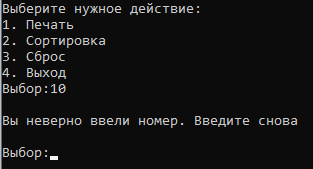 Выберите нужное действие:
1. Печать
2. Сортировка
3. Сброс
4. Выход
Выбор:10
Вы неверно ввели номер. Введите снова
Выбор: